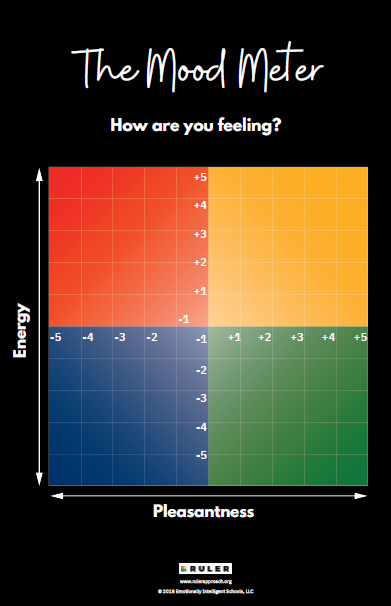 The Mood Meter
How are you feeling?
+5
+4
+3
+2
+1
-1
Energy
-5 -4 -3 -2 -1 +1 +2 +3 +4 +5
-2
-3
-4
-5
Pleasantness
RULER
www.rulerapproach.org
© 2018 Emotionally Intelligent Schools, LLC